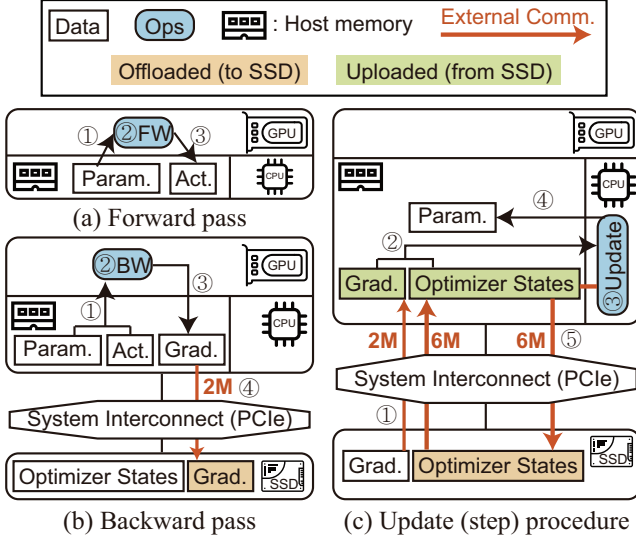 Data Ops : Host memory External Comm.
Offloaded (to SSD) Uploaded (from SSD)
GPU
① ②FW ③
CPU
Param. Act.
(a) Forward pass
GPU
②BW ③
①
Param. Act. Grad.
2M ④
System Interconnect (PCIe)
Optimizer States Grad. SSD
(b) Backward pass
GPU
CPU
Param. ④
②
Grad. Optimizer States ③Update
2M 6M 6M ⑤
System Interconnect (PCIe)
①
Grad. Optimizer States SSD
(c) Update (step) procedure